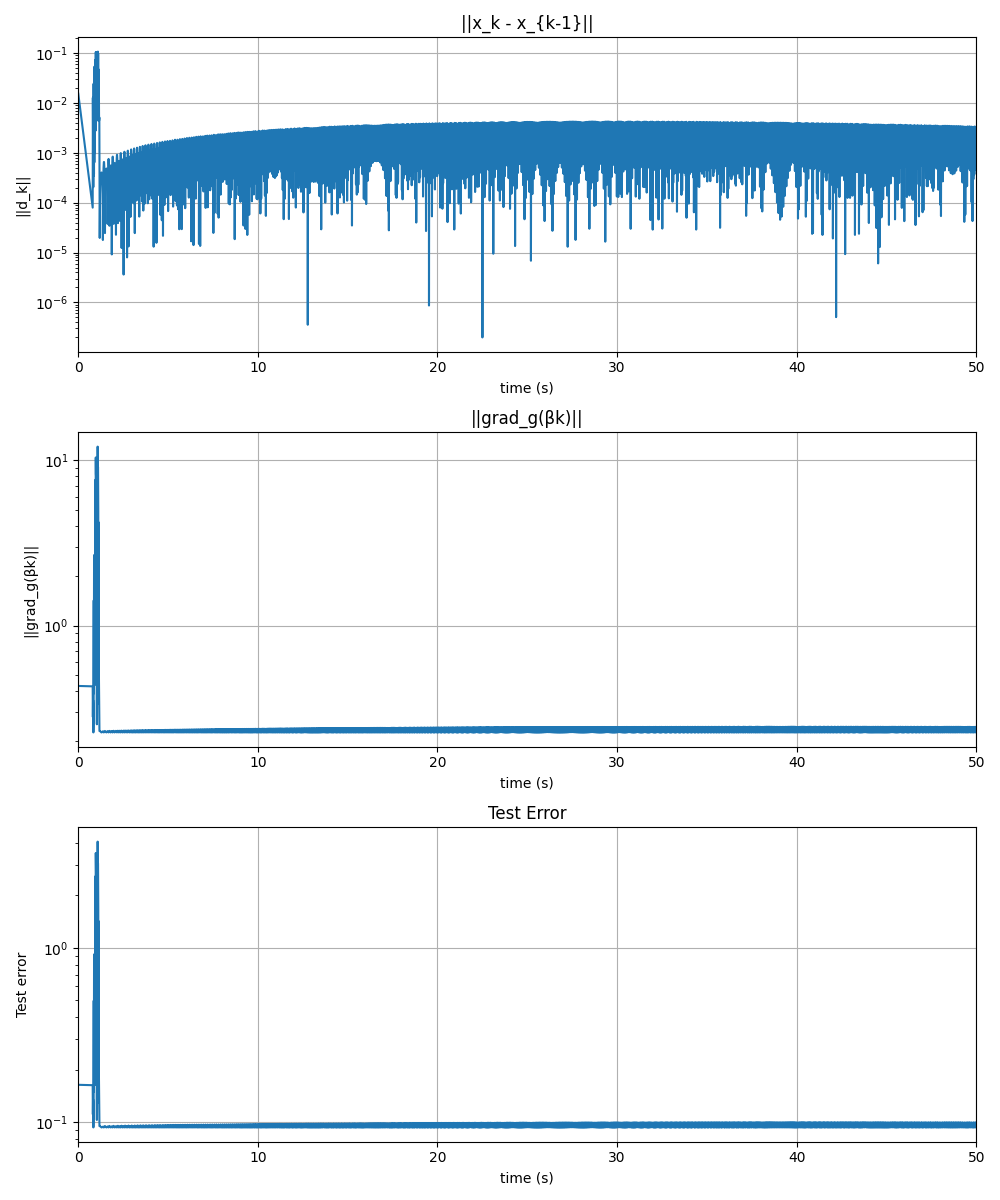 ||x_k - x_{k-1}||
10⁻¹
10⁻²
10⁻³
10⁻⁴
10⁻⁵
10⁻⁶
||d_k||
0 10 20 30 40 50
time (s)
||grad_g(βk)||
10¹
10⁰
||grad_g(βk)||
0 10 20 30 40 50
time (s)
Test Error
10⁰
10⁻¹
Test error
0 10 20 30 40 50
time (s)